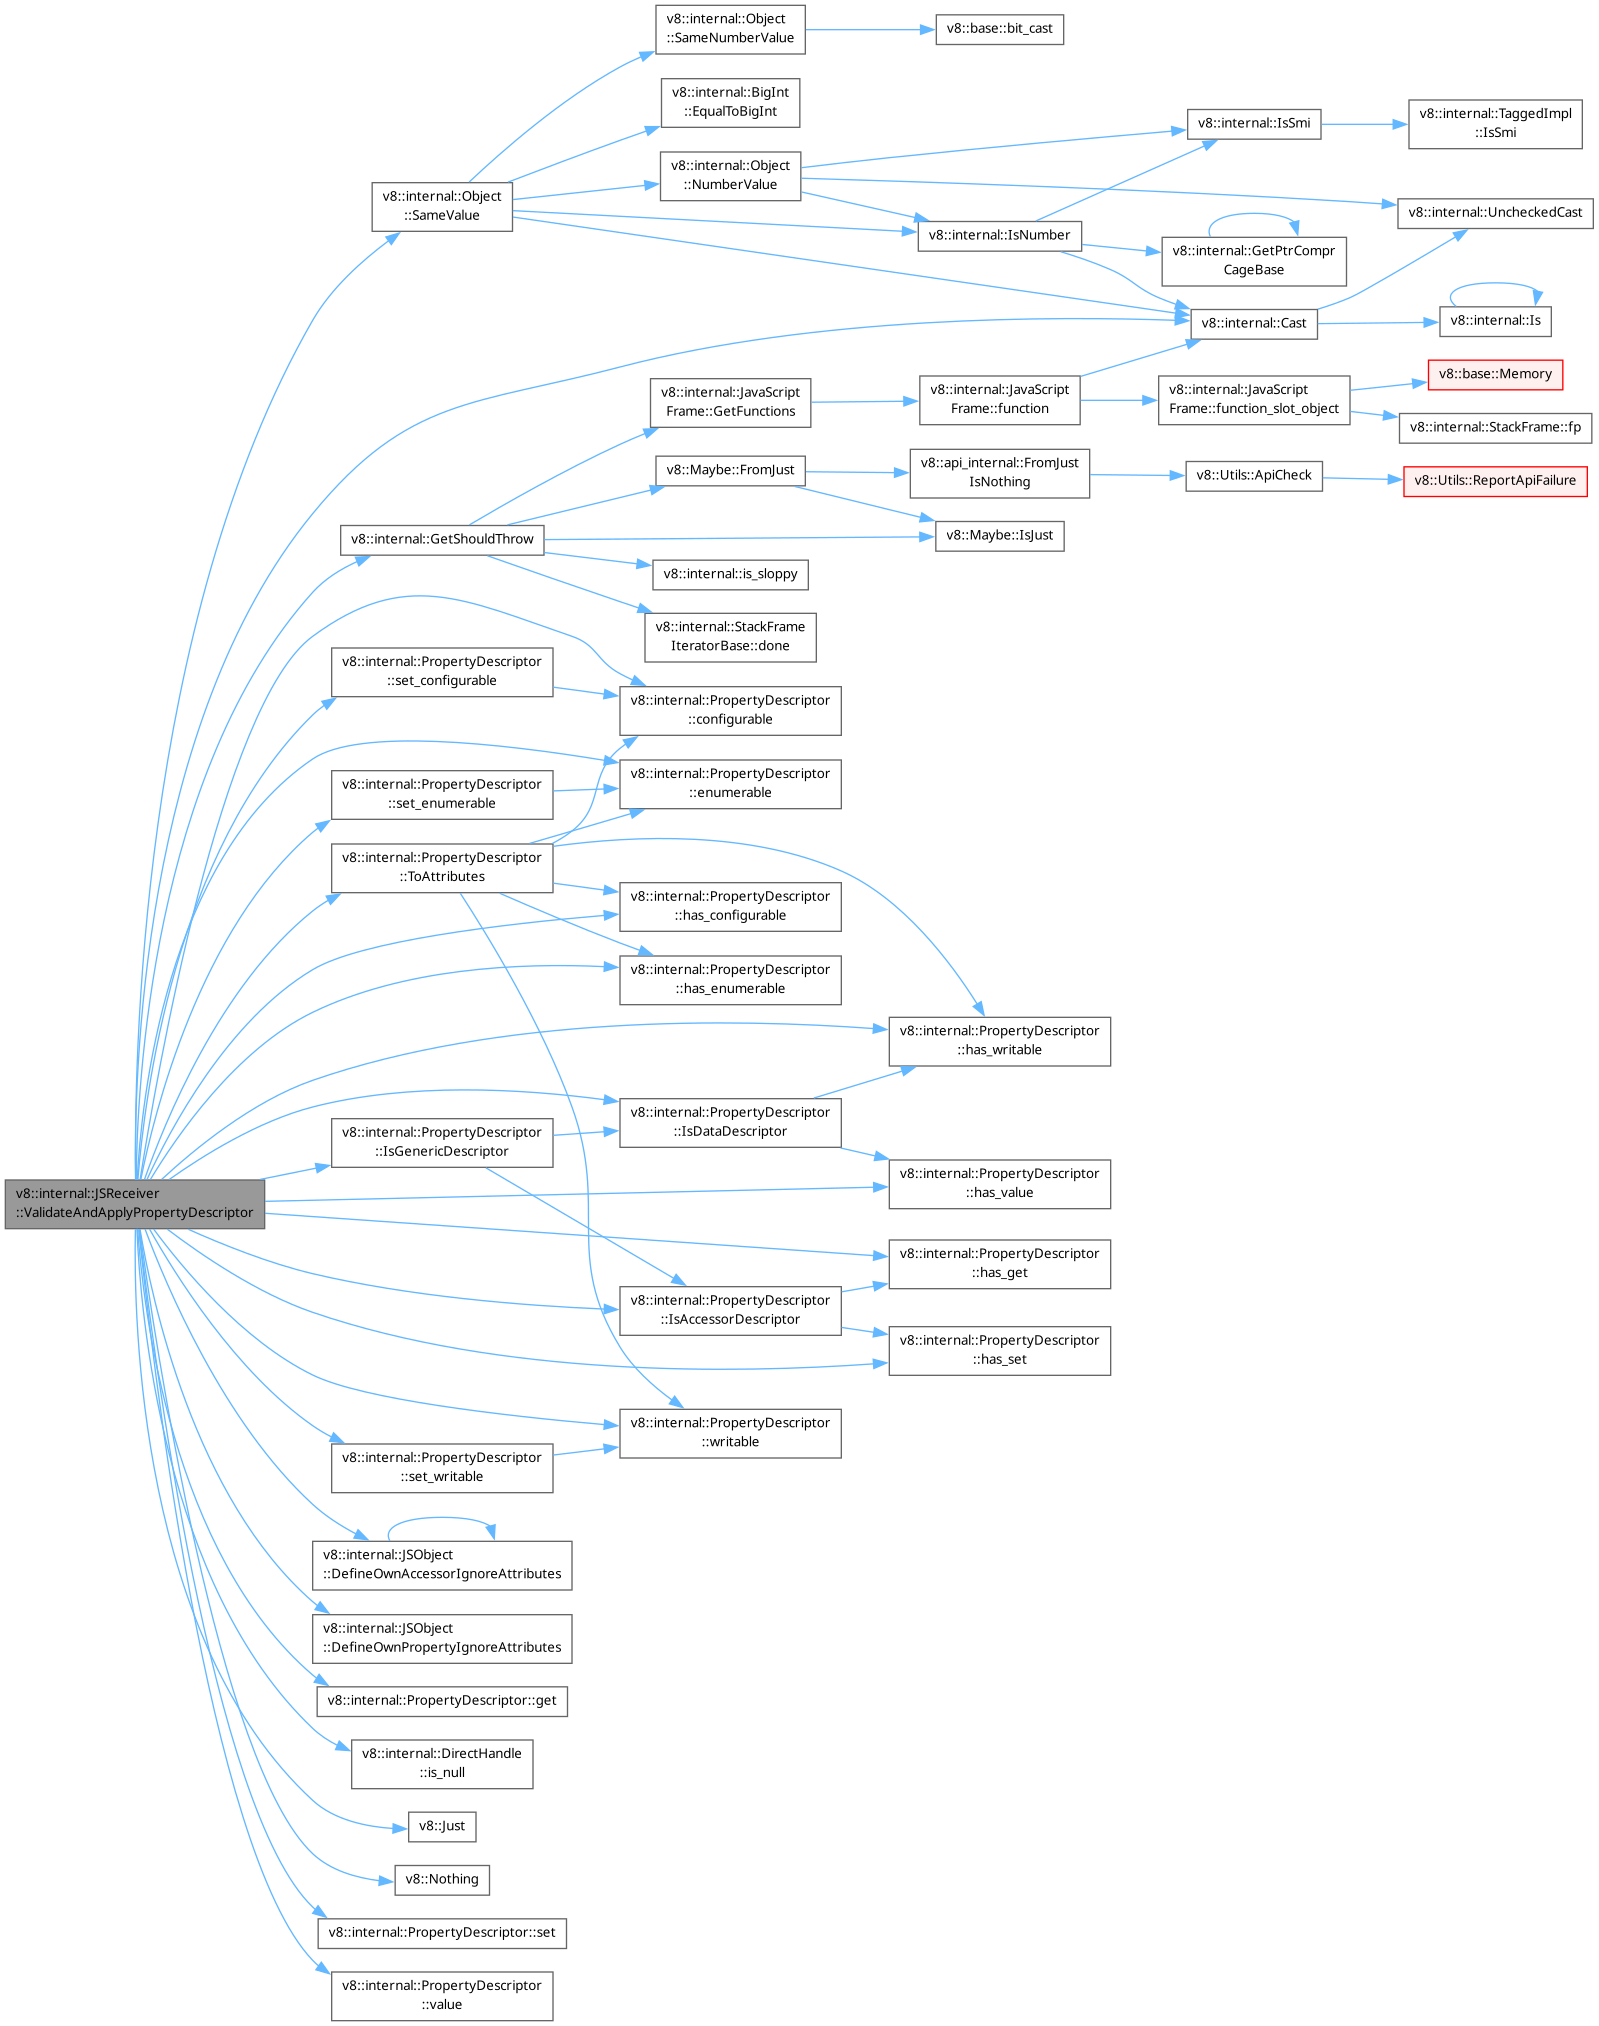 v8::internal::Object
::SameNumberValue
v8::base::bit_cast
v8::internal::BigInt
::EqualToBigInt
v8::internal::IsSmi
v8::internal::TaggedImpl
::IsSmi
v8::internal::Object
::NumberValue
v8::internal::Object
::SameValue
v8::internal::UncheckedCast
v8::internal::IsNumber
v8::internal::GetPtrCompr
CageBase
v8::internal::Cast
v8::internal::Is
v8::base::Memory
v8::internal::JavaScript
Frame::GetFunctions
v8::internal::JavaScript
Frame::function
v8::internal::JavaScript
Frame::function_slot_object
v8::internal::StackFrame::fp
v8::Maybe::FromJust
v8::api_internal::FromJust
IsNothing
v8::Utils::ApiCheck
v8::Utils::ReportApiFailure
v8::internal::GetShouldThrow
v8::Maybe::IsJust
v8::internal::is_sloppy
v8::internal::StackFrame
IteratorBase::done
v8::internal::PropertyDescriptor
::set_configurable
v8::internal::PropertyDescriptor
::configurable
v8::internal::PropertyDescriptor
::enumerable
v8::internal::PropertyDescriptor
::set_enumerable
v8::internal::PropertyDescriptor
::ToAttributes
v8::internal::PropertyDescriptor
::has_configurable
v8::internal::PropertyDescriptor
::has_enumerable
v8::internal::PropertyDescriptor
::has_writable
v8::internal::PropertyDescriptor
::IsDataDescriptor
v8::internal::PropertyDescriptor
::IsGenericDescriptor
v8::internal::PropertyDescriptor
::has_value
v8::internal::JSReceiver
::ValidateAndApplyPropertyDescriptor
v8::internal::PropertyDescriptor
::has_get
v8::internal::PropertyDescriptor
::IsAccessorDescriptor
v8::internal::PropertyDescriptor
::has_set
v8::internal::PropertyDescriptor
::writable
v8::internal::PropertyDescriptor
::set_writable
v8::internal::JSObject
::DefineOwnAccessorIgnoreAttributes
v8::internal::JSObject
::DefineOwnPropertyIgnoreAttributes
v8::internal::PropertyDescriptor::get
v8::internal::DirectHandle
::is_null
v8::Just
v8::Nothing
v8::internal::PropertyDescriptor::set
v8::internal::PropertyDescriptor
::value